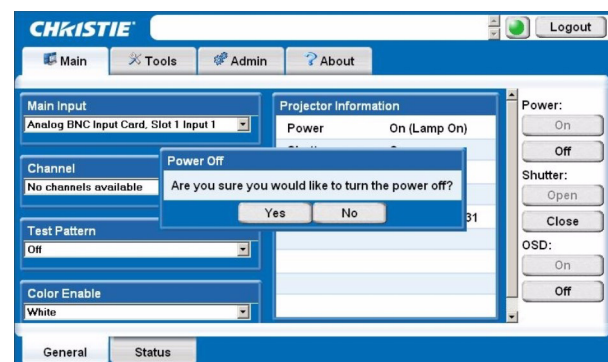 CHRISTIE
Logout
Main
Tools
Admin
About
Main Input
Analog BNC Input Card, Slot 1 Input 1
Channel
No channels available
Test Pattern
Off
Color Enable
White
Projector Information
Power On (Lamp On)
31
Power Off
Are you sure you would like to turn the power off?
Yes No
Power:
On
Off
Shutter:
Open
Close
OSD:
On
Off
General
Status